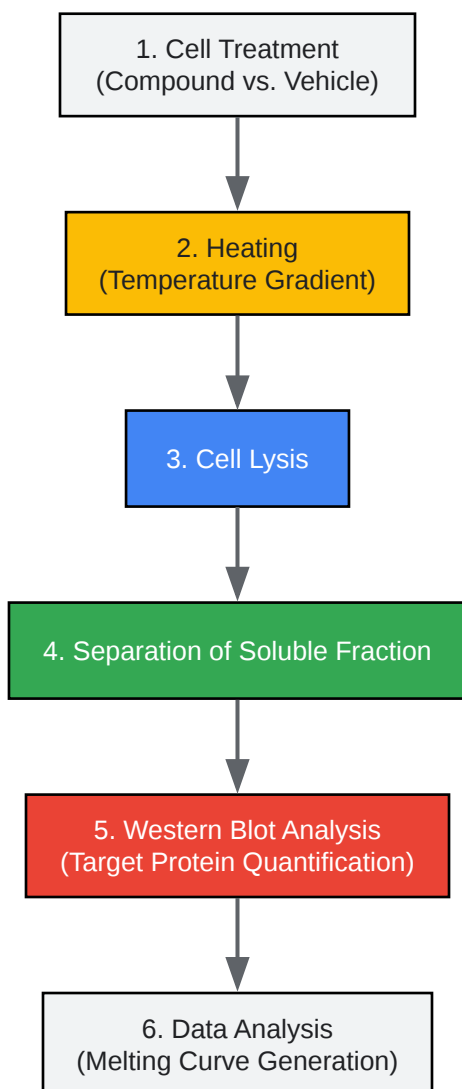 1. Cell Treatment
(Compound vs. Vehicle)
2. Heating
(Temperature Gradient)
3. Cell Lysis
4. Separation of Soluble Fraction
5. Western Blot Analysis
(Target Protein Quantification)
6. Data Analysis
(Melting Curve Generation)